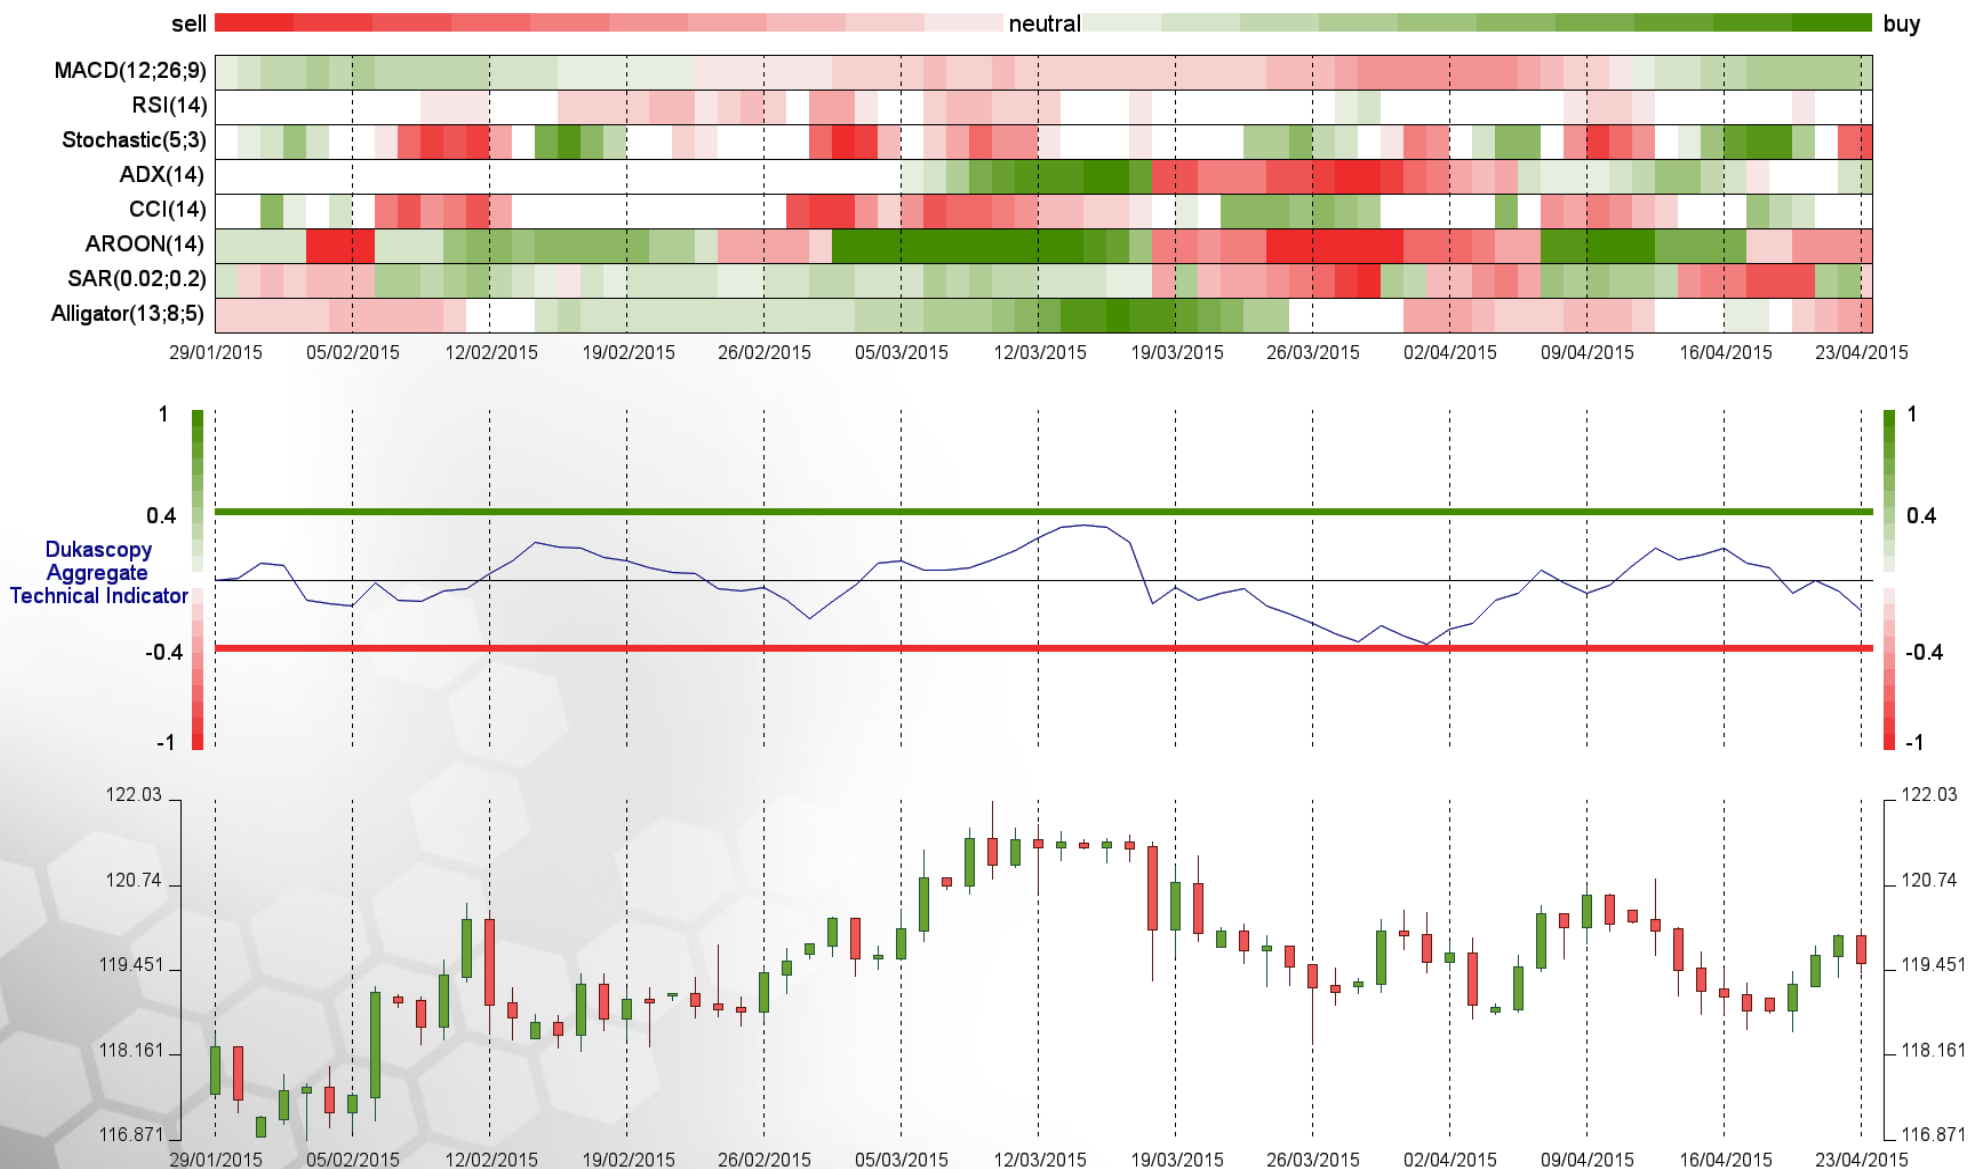 sell neutral buy
MACD(12;26;9)
RSI(14)
Stochastic(5;3)
ADX(14)
CCI(14)
AROON(14)
SAR(0.02;0.2)
Alligator(13;8;5)
29/01/2015 05/02/2015 12/02/2015 19/02/2015 26/02/2015 05/03/2015 12/03/2015 19/03/2015 26/03/2015 02/04/2015 09/04/2015 16/04/2015 23/04/2015
1 1
0.4 0.4
Dukascopy
Aggregate
Technical Indicator
-0.4 -0.4
-1 -1
122.03 122.03
120.74 120.74
119.451 119.451
118.161 118.161
116.871 116.871
29/01/2015 05/02/2015 12/02/2015 19/02/2015 26/02/2015 05/03/2015 12/03/2015 19/03/2015 26/03/2015 02/04/2015 09/04/2015 16/04/2015 23/04/2015